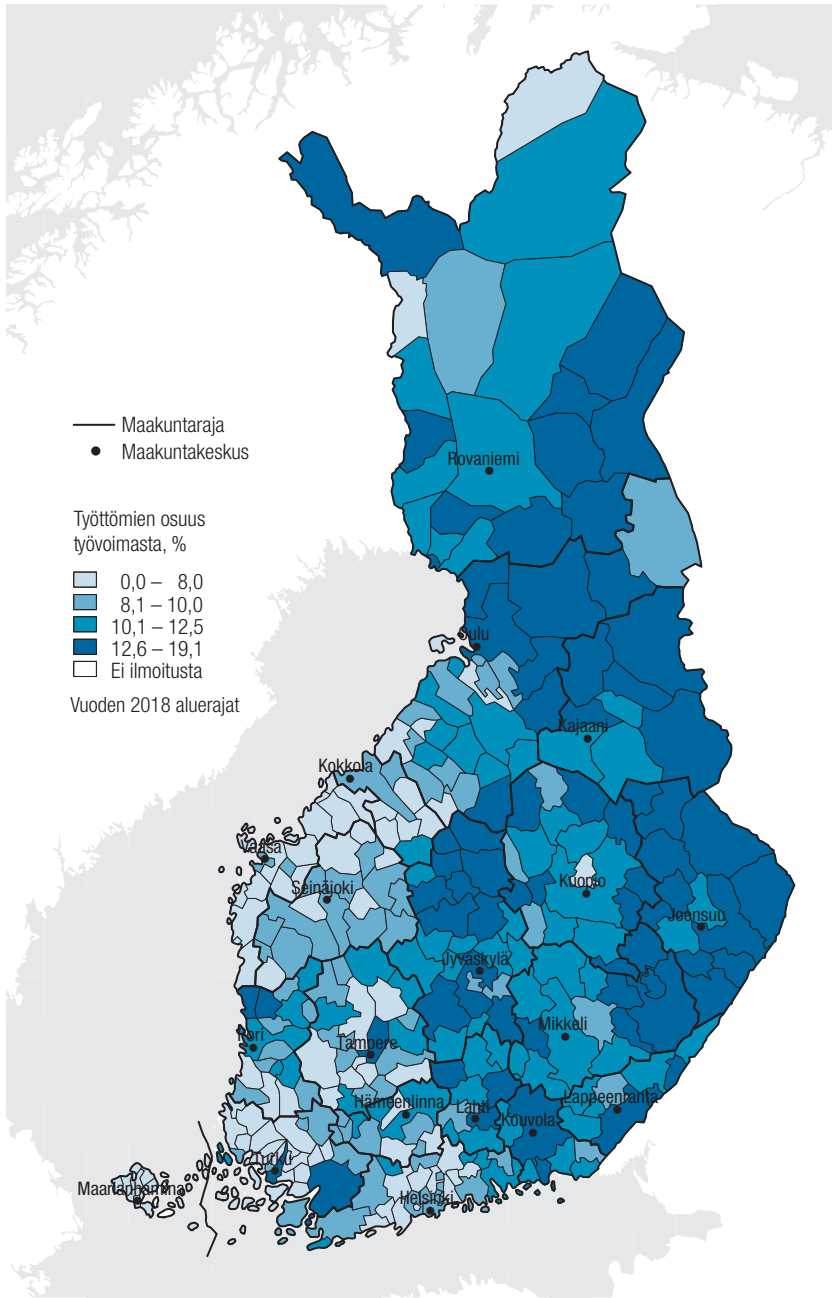 Maakuntaraja
Maakuntakeskus
Rovaniemi
Työttömien osuus
työvoimasta, %
0,0 – 8,0
8,1 – 10,0
10,1 – 12,5
12,6 – 19,1
Ei ilmoitusta
Vuoden 2018 aluerajat
Oulu
Kajaani
Kokkola
Vaasa
Seinäjoki
Kuopio
Joensuu
Jyväskylä
Mikkeli
Pori
Tampere
Hämeenlinna
Lahti
Lappeenranta
Kouvola
Turku
Maarianhamina
Helsinki